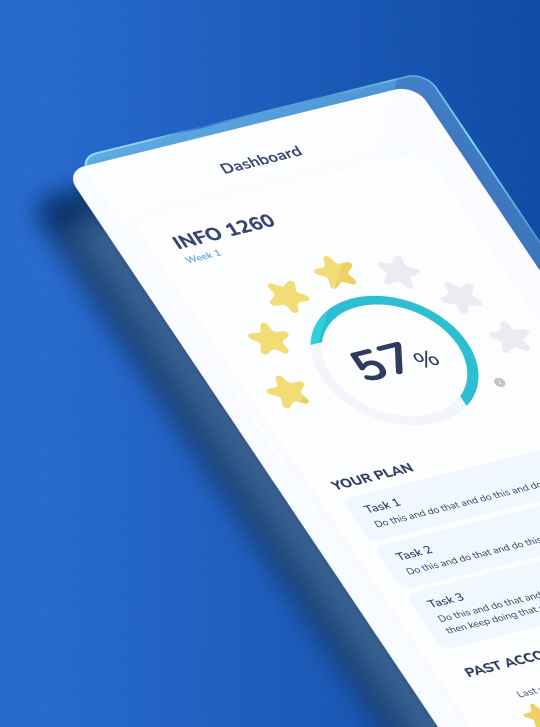 Dashboard
INFO 1260
Week 1
57 %
YOUR PLAN
Task 1
Do this and do that and do this and do
Task 2
Do this and do that and do this
Task 3
Do this and do that and
then keep doing that
PAST ACCO
Last